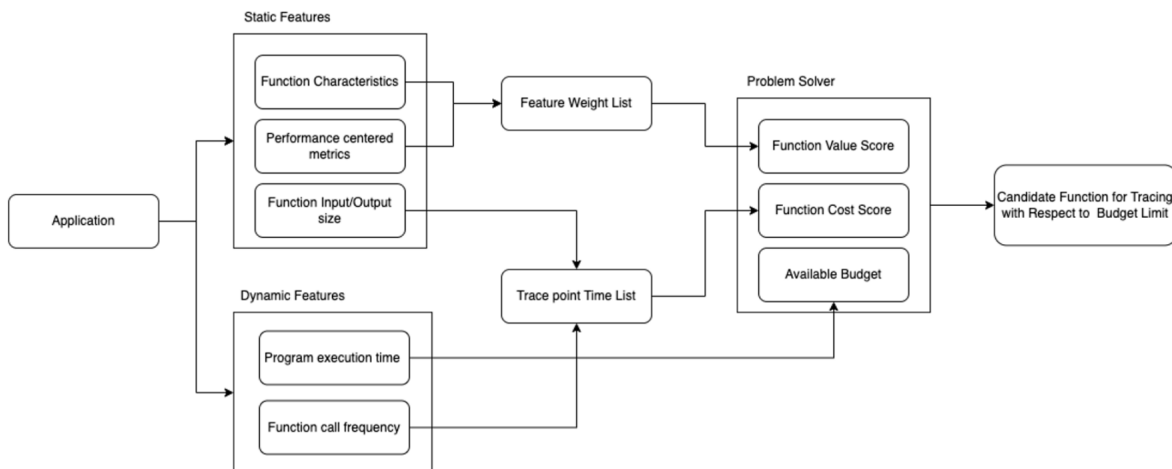 Static Features
Function Characteristics
Performance centered
metrics
Function Input/Output
size
Application
Dynamic Features
Program execution time
Function call frequency
Feature Weight List
Trace point Time List
Problem Solver
Function Value Score
Function Cost Score
Available Budget
Candidate Function for Tracing
with Respect to Budget Limit